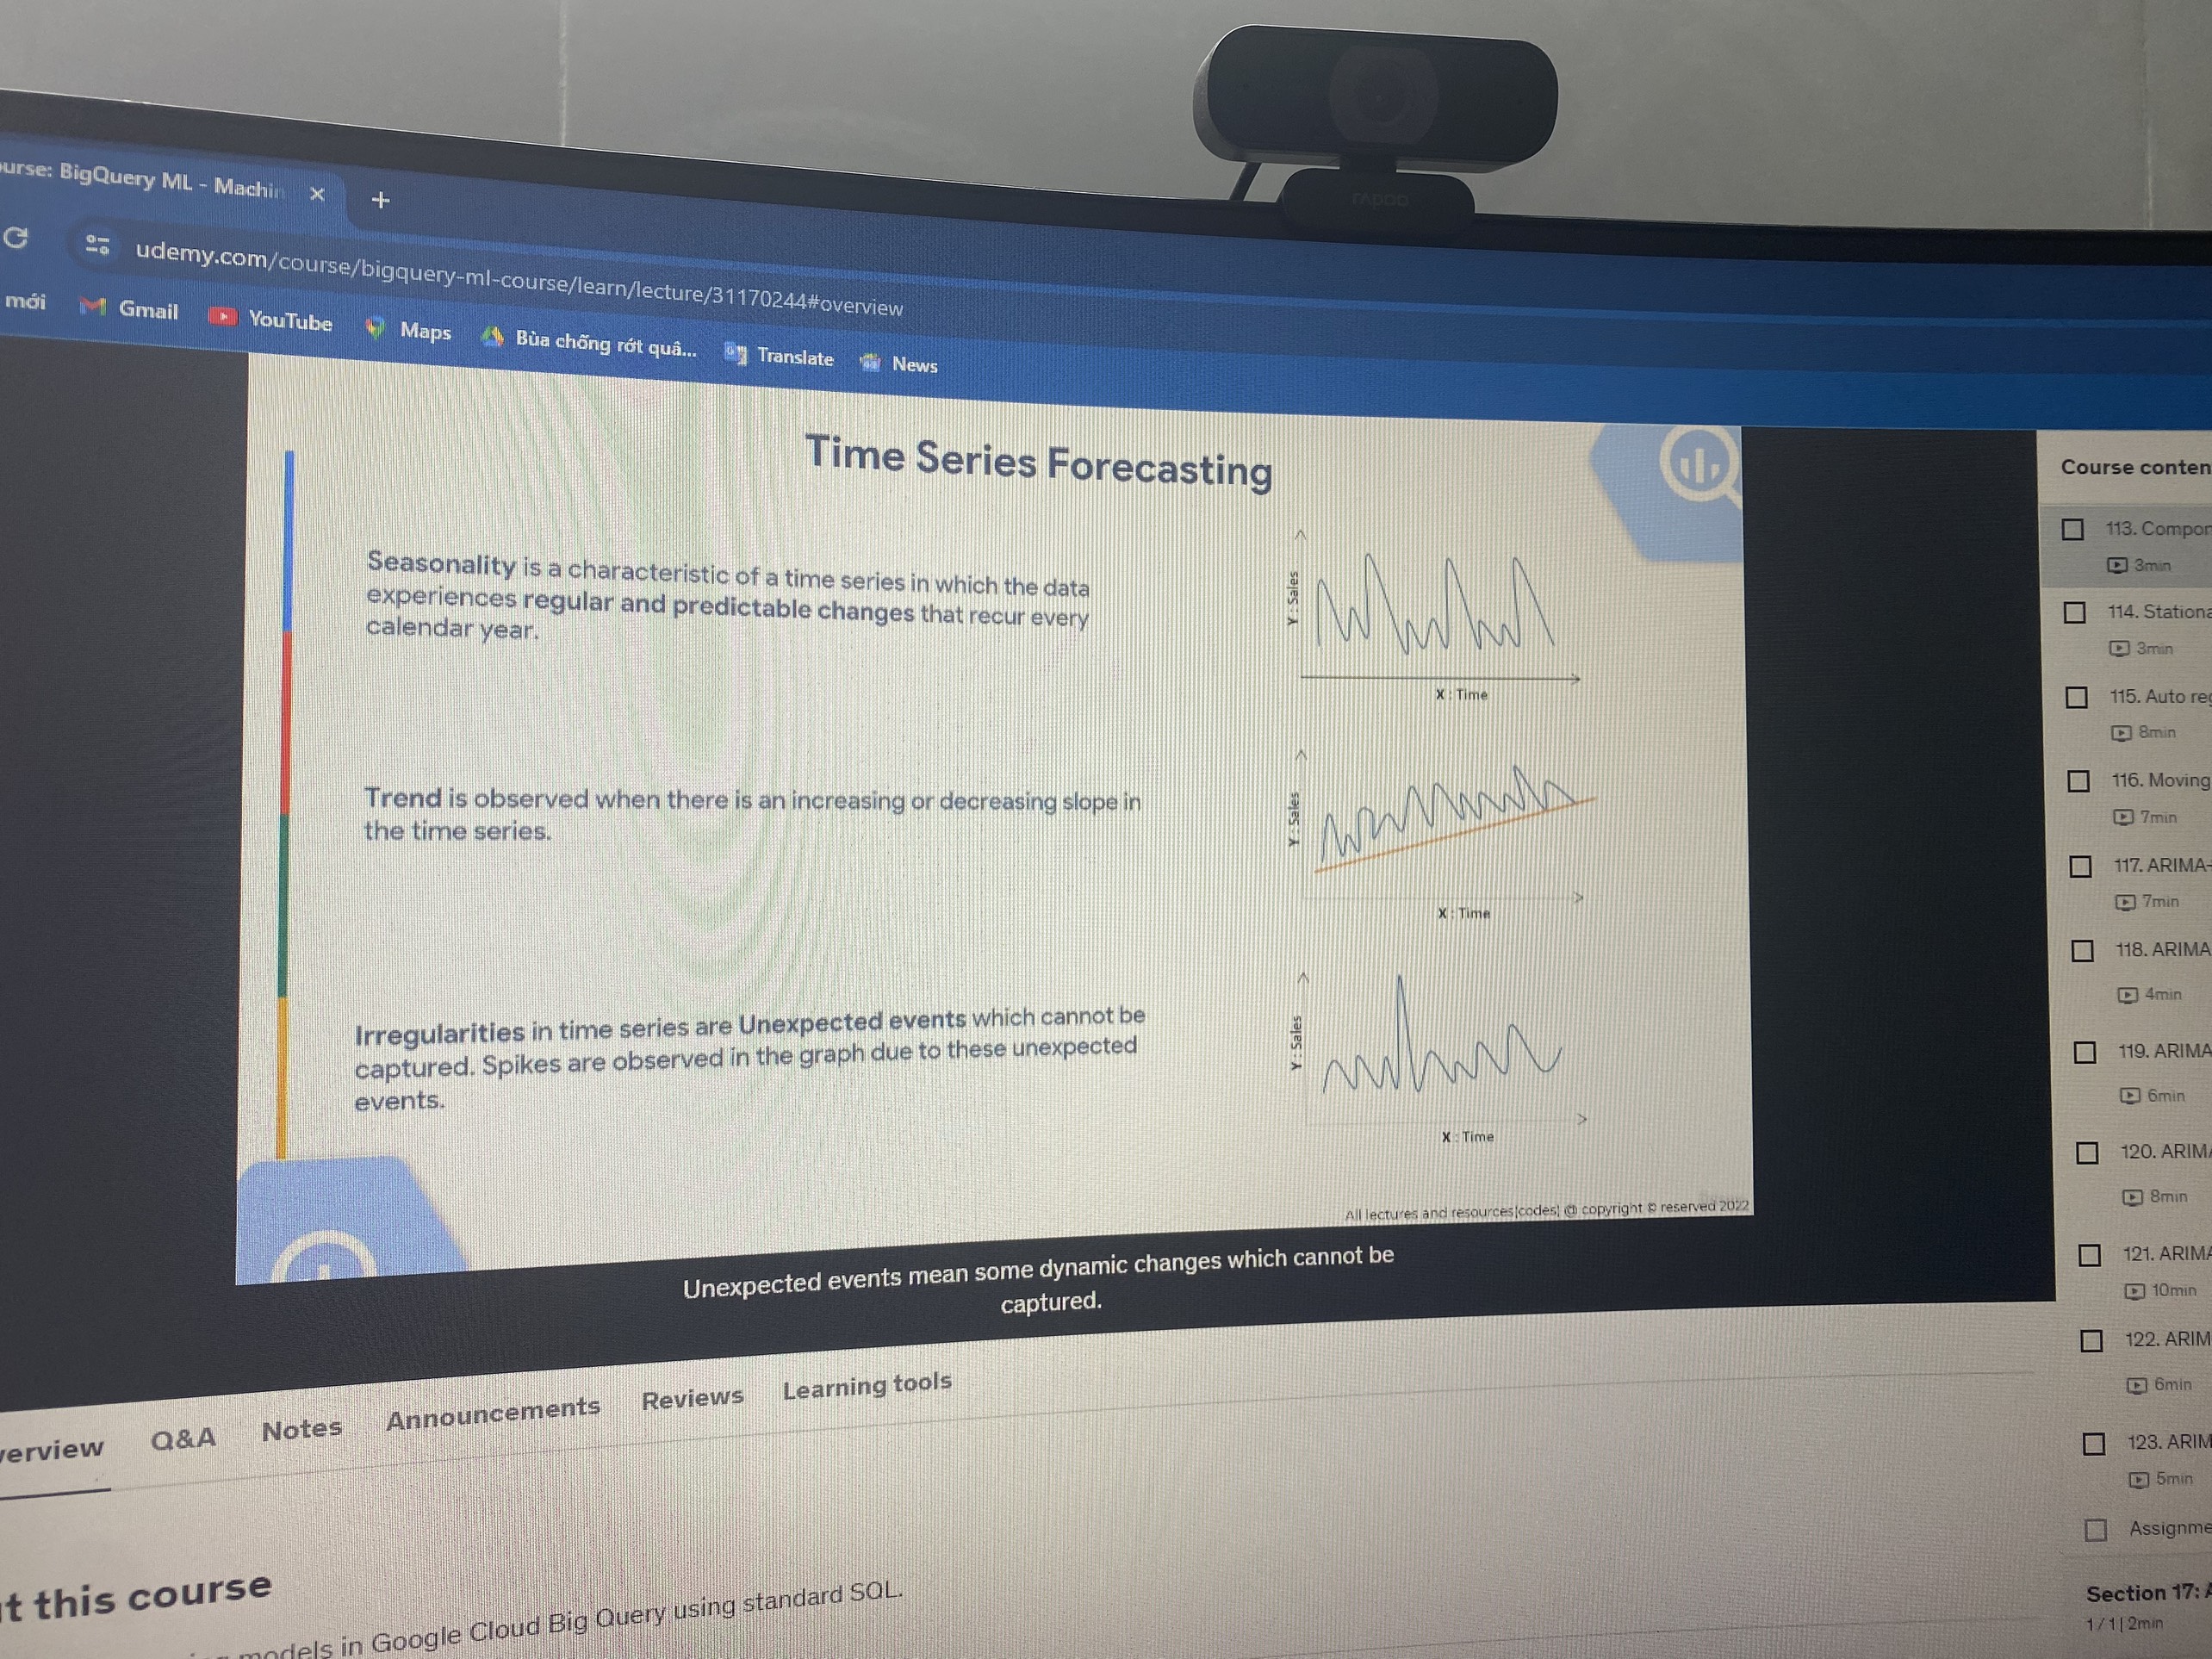 BigQuery ML - Machin
udemy.com/course/bigquery-ml-course/learn/lecture/31170244#overview
mới Gmail YouTube Maps Bùa chống rớt quâ... Translate News
rapoo
Time Series Forecasting
Seasonality is a characteristic of a time series in which the data
experiences regular and predictable changes that recur every
calendar year.
Y : Sales
X : Time
Trend is observed when there is an increasing or decreasing slope in
the time series.
Y : Sales
X : Time
Irregularities in time series are Unexpected events which cannot be
captured. Spikes are observed in the graph due to these unexpected
events.
Y : Sales
X : Time
All lectures and resources|codes| @ copyright © reserved 2022
Unexpected events mean some dynamic changes which cannot be
captured.
Q&A Notes Announcements Reviews Learning tools
this course
models in Google Cloud Big Query using standard SQL.
Course conten
113. Compor
3min
114. Stationa
3min
115. Auto reg
8min
116. Moving
7min
117. ARIMA-
7min
118. ARIMA
4min
119. ARIMA
6min
120. ARIMA
8min
121. ARIMA
10min
122. ARIM
6min
123. ARIM
5min
Assignme
Section 17: A
1 / 1 | 2min